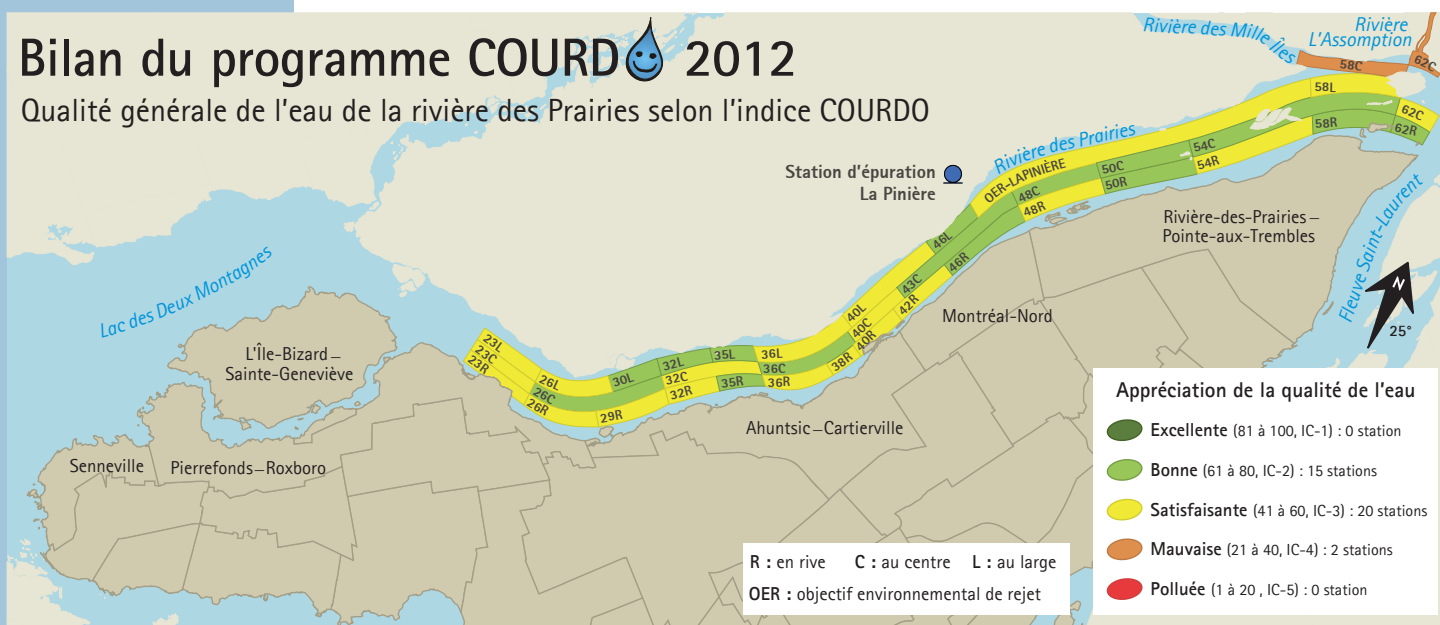 Bilan du programme COURDO 2012
Qualité générale de l'eau de la rivière des Prairies selon l'indice COURDO
Rivière des Mille Îles
Rivière
L'Assomption
58C
62C
58L
62C
62R
58R
Rivière des Prairies
Station d'épuration
La Pinière
OER-LAPINIÈRE
54C
54R
50C
50R
48C
48R
46L
46R
43C
42R
40L
40C
40R
38R
Rivière-des-Prairies –
Pointe-aux-Trembles
Fleuve Saint-Laurent
N
25°
Lac des Deux Montagnes
Montréal-Nord
L'Île-Bizard –
Sainte-Geneviève
23L
23C
23R
26L
26C
26R
29R
30L
32L
32C
32R
35L
35R
36L
36C
36R
Ahuntsic – Cartierville
Senneville
Pierrefonds – Roxboro
R : en rive C : au centre L : au large
OER : objectif environnemental de rejet
Appréciation de la qualité de l'eau
Excellente (81 à 100, IC-1) : 0 station
Bonne (61 à 80, IC-2) : 15 stations
Satisfaisante (41 à 60, IC-3) : 20 stations
Mauvaise (21 à 40, IC-4) : 2 stations
Polluée (1 à 20 , IC-5) : 0 station